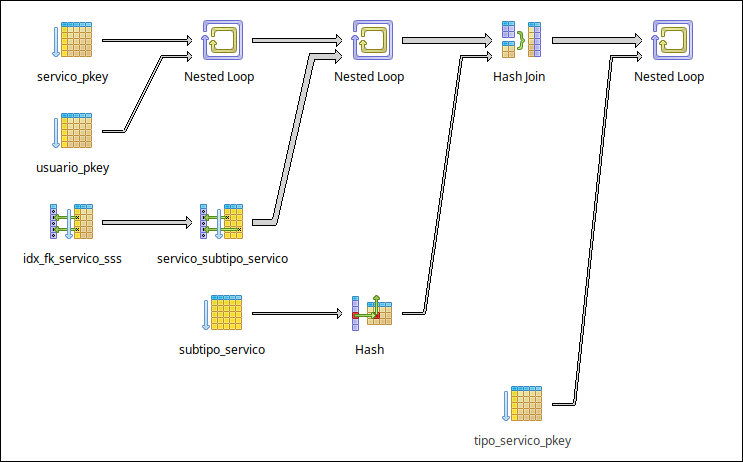 servico_pkey
Nested Loop
Nested Loop
Hash Join
Nested Loop
usuario_pkey
idx_fk_servico_sss
servico_subtipo_servico
subtipo_servico
Hash
tipo_servico_pkey